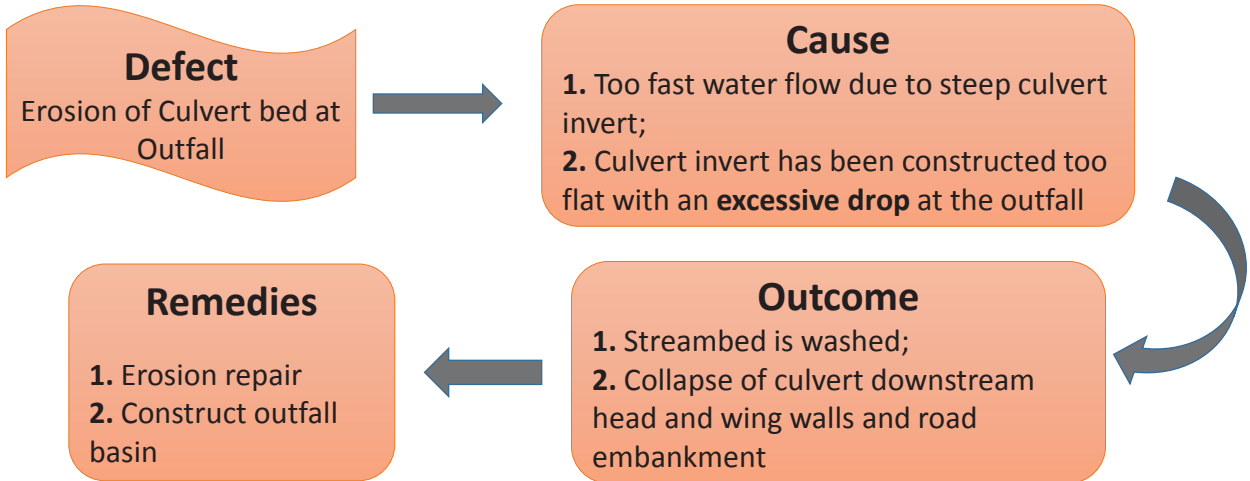 Defect
Erosion of Culvert bed at
Outfall
Cause
1. Too fast water flow due to steep culvert
invert;
2. Culvert invert has been constructed too
flat with an excessive drop at the outfall
Outcome
1. Streambed is washed;
2. Collapse of culvert downstream
head and wing walls and road
embankment
Remedies
1. Erosion repair
2. Construct outfall
basin